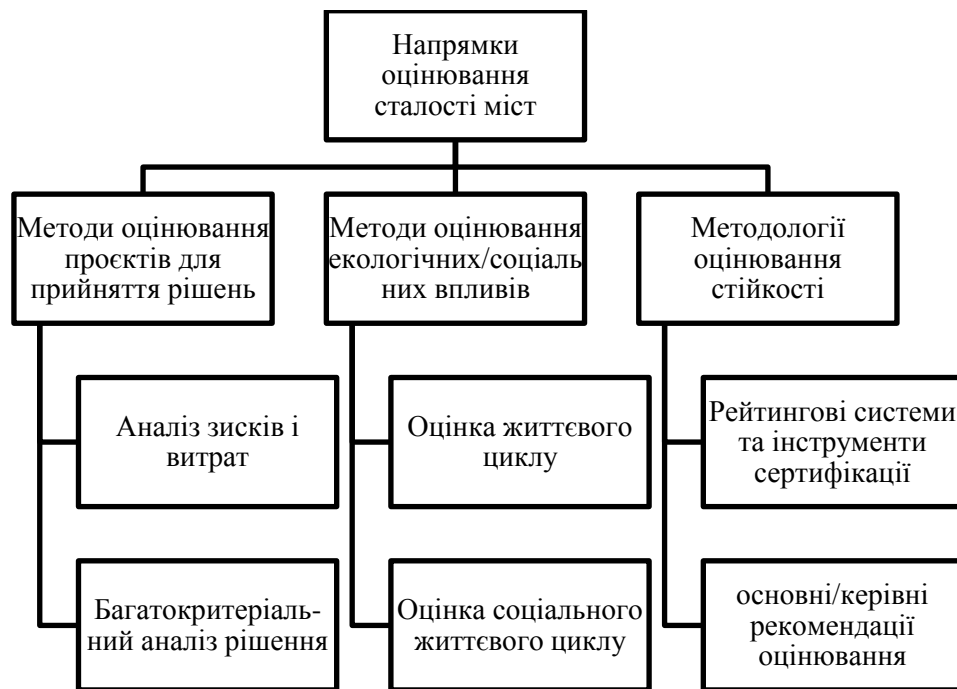 Напрямки
оцінювання
сталості міст
Методи оцінювання
проєктів для
прийняття рішень
Методи оцінювання
екологічних/соціаль
них впливів
Методології
оцінювання
стійкості
Аналіз зисків і
витрат
Оцінка життєвого
циклу
Рейтингові системи
та інструменти
сертифікації
Багатокритеріаль-
ний аналіз рішення
Оцінка соціального
життєвого циклу
основні/керівні
рекомендації
оцінювання